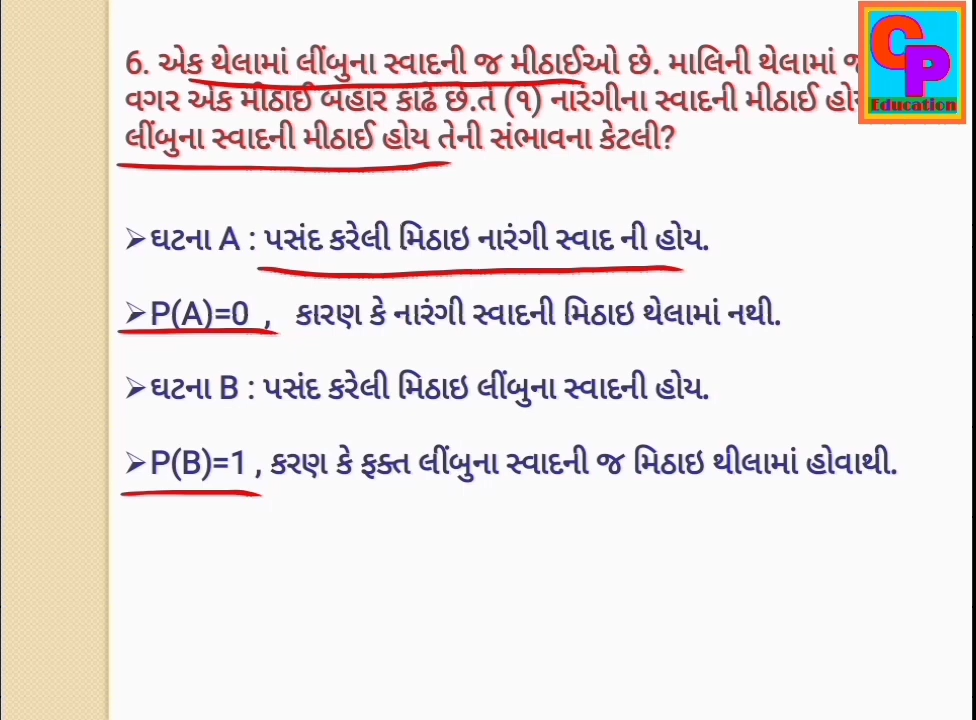 6. એક થેલામાં લીંબુના સ્વાદની જ મીઠાઈઓ છે. માલિની થેલામાં
વગર એક મીઠાઈ બહાર કાઢે છે.તે (૧) નારંગીના સ્વાદની મીઠાઈ
લીંબુના સ્વાદની મીઠાઈ હોય તેની સંભાવના કેટલી?
CP
Education
➢ઘટના A : પસંદ કરેલી મિઠાઇ નારંગી સ્વાદ ની હોય.
➢P(A)=0 , કારણ કે નારંગી સ્વાદની મિઠાઇ થેલામાં નથી.
➢ઘટના B : પસંદ કરેલી મિઠાઇ લીંબુના સ્વાદની હોય.
➢P(B)=1 , કરણ કે ફક્ત લીંબુના સ્વાદની જ મિઠાઇ થીલામાં હોવાથી.